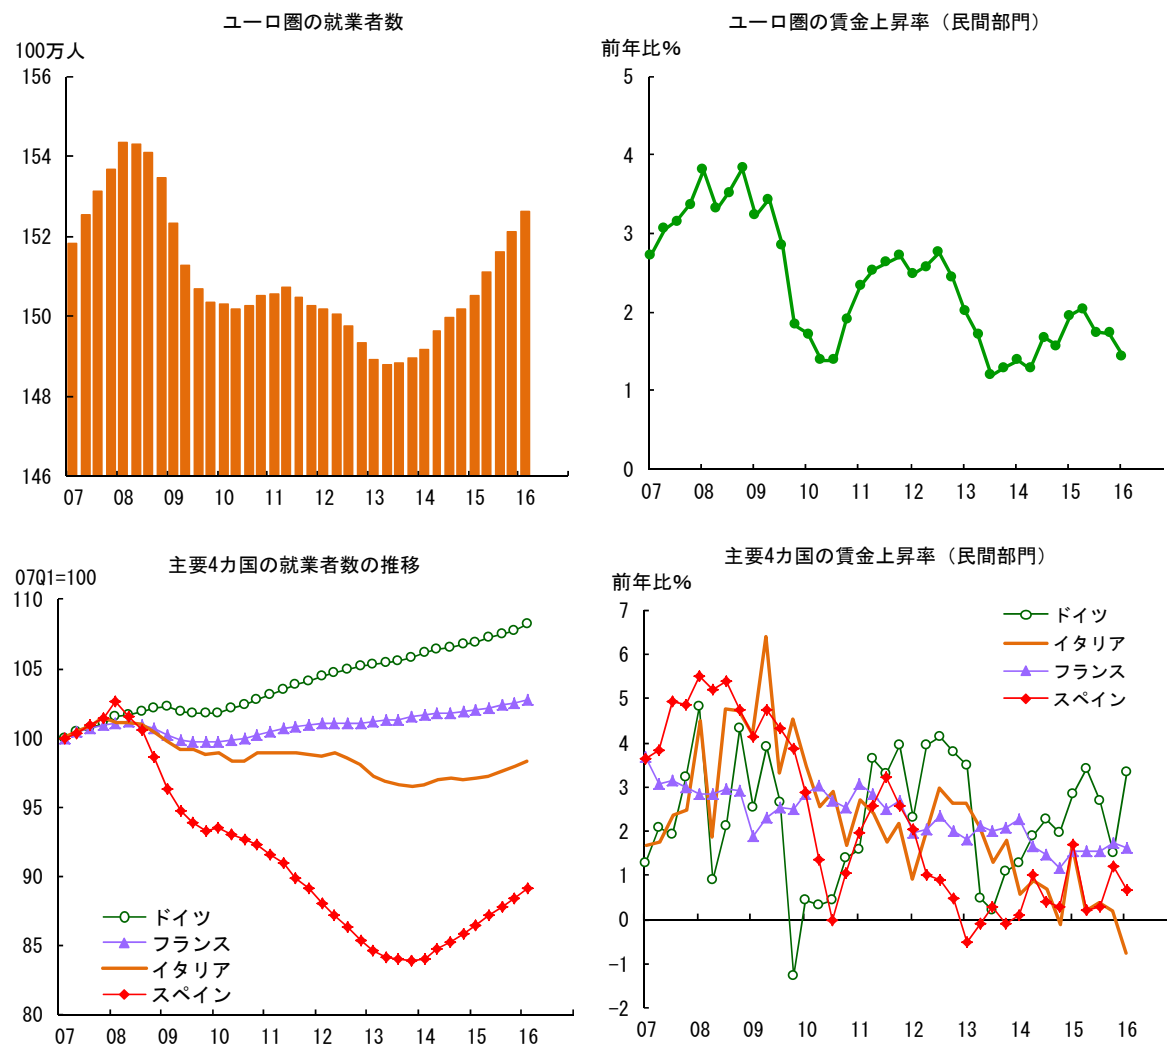 ユーロ圏の就業者数
100万人
156
154
152
150
148
146
07 08 09 10 11 12 13 14 15 16
ユーロ圏の賃金上昇率（民間部門）
前年比%
5
4
3
2
1
0
07 08 09 10 11 12 13 14 15 16
主要4カ国の就業者数の推移
07Q1=100
110
105
100
95
90
85
80
ドイツ
フランス
イタリア
スペイン
07 08 09 10 11 12 13 14 15 16
主要4カ国の賃金上昇率（民間部門）
前年比%
7
6
5
4
3
2
1
0
-1
-2
ドイツ
イタリア
フランス
スペイン
07 08 09 10 11 12 13 14 15 16